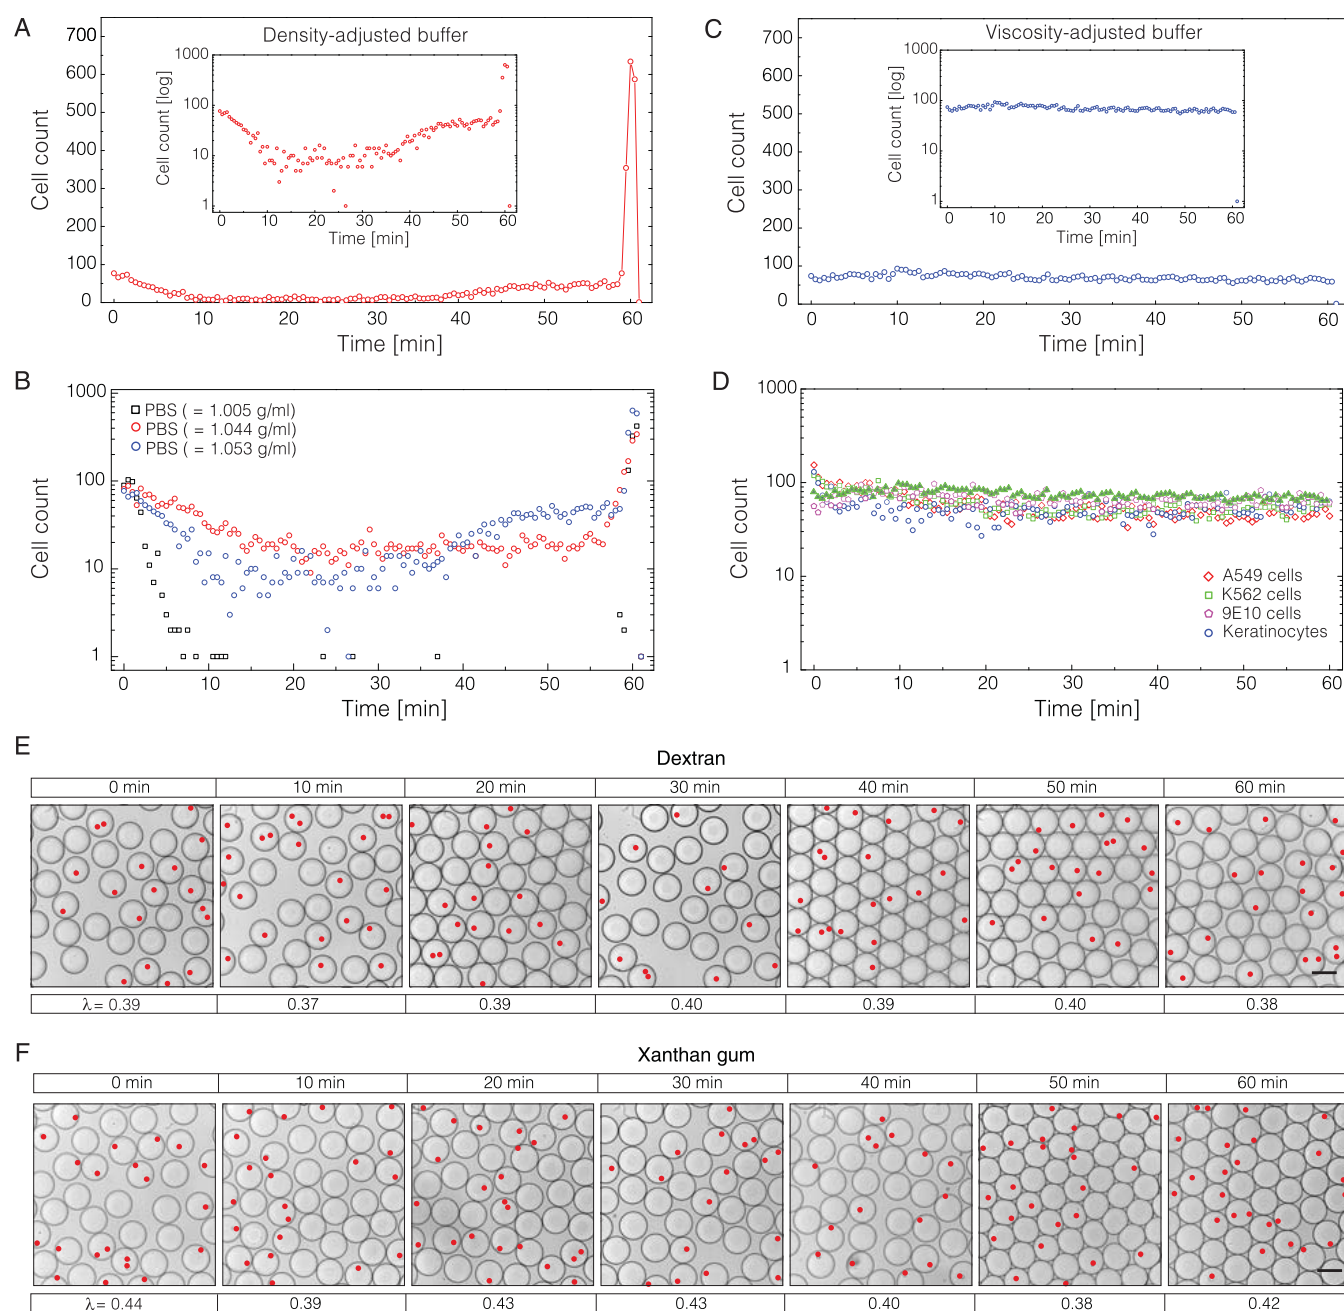 A
Density-adjusted buffer
700
600
500
400
300
200
100
0
Cell count
0 10 20 30 40 50 60
Time [min]
1000
100
10
1
Cell count [log]
0 10 20 30 40 50 60
Time [min]
C
Viscosity-adjusted buffer
700
600
500
400
300
200
100
0
Cell count
0 10 20 30 40 50 60
Time [min]
1000
100
10
1
Cell count [log]
0 10 20 30 40 50 60
Time [min]
B
1000
100
10
1
Cell count
PBS ( = 1.005 g/ml)
PBS ( = 1.044 g/ml)
PBS ( = 1.053 g/ml)
0 10 20 30 40 50 60
Time [min]
D
1000
100
10
1
Cell count
A549 cells
K562 cells
9E10 cells
Keratinocytes
0 10 20 30 40 50 60
Time [min]
E
Dextran
0 min 10 min 20 min 30 min 40 min 50 min 60 min
λ= 0.39 0.37 0.39 0.40 0.39 0.40 0.38
F
Xanthan gum
0 min 10 min 20 min 30 min 40 min 50 min 60 min
λ= 0.44 0.39 0.43 0.43 0.40 0.38 0.42